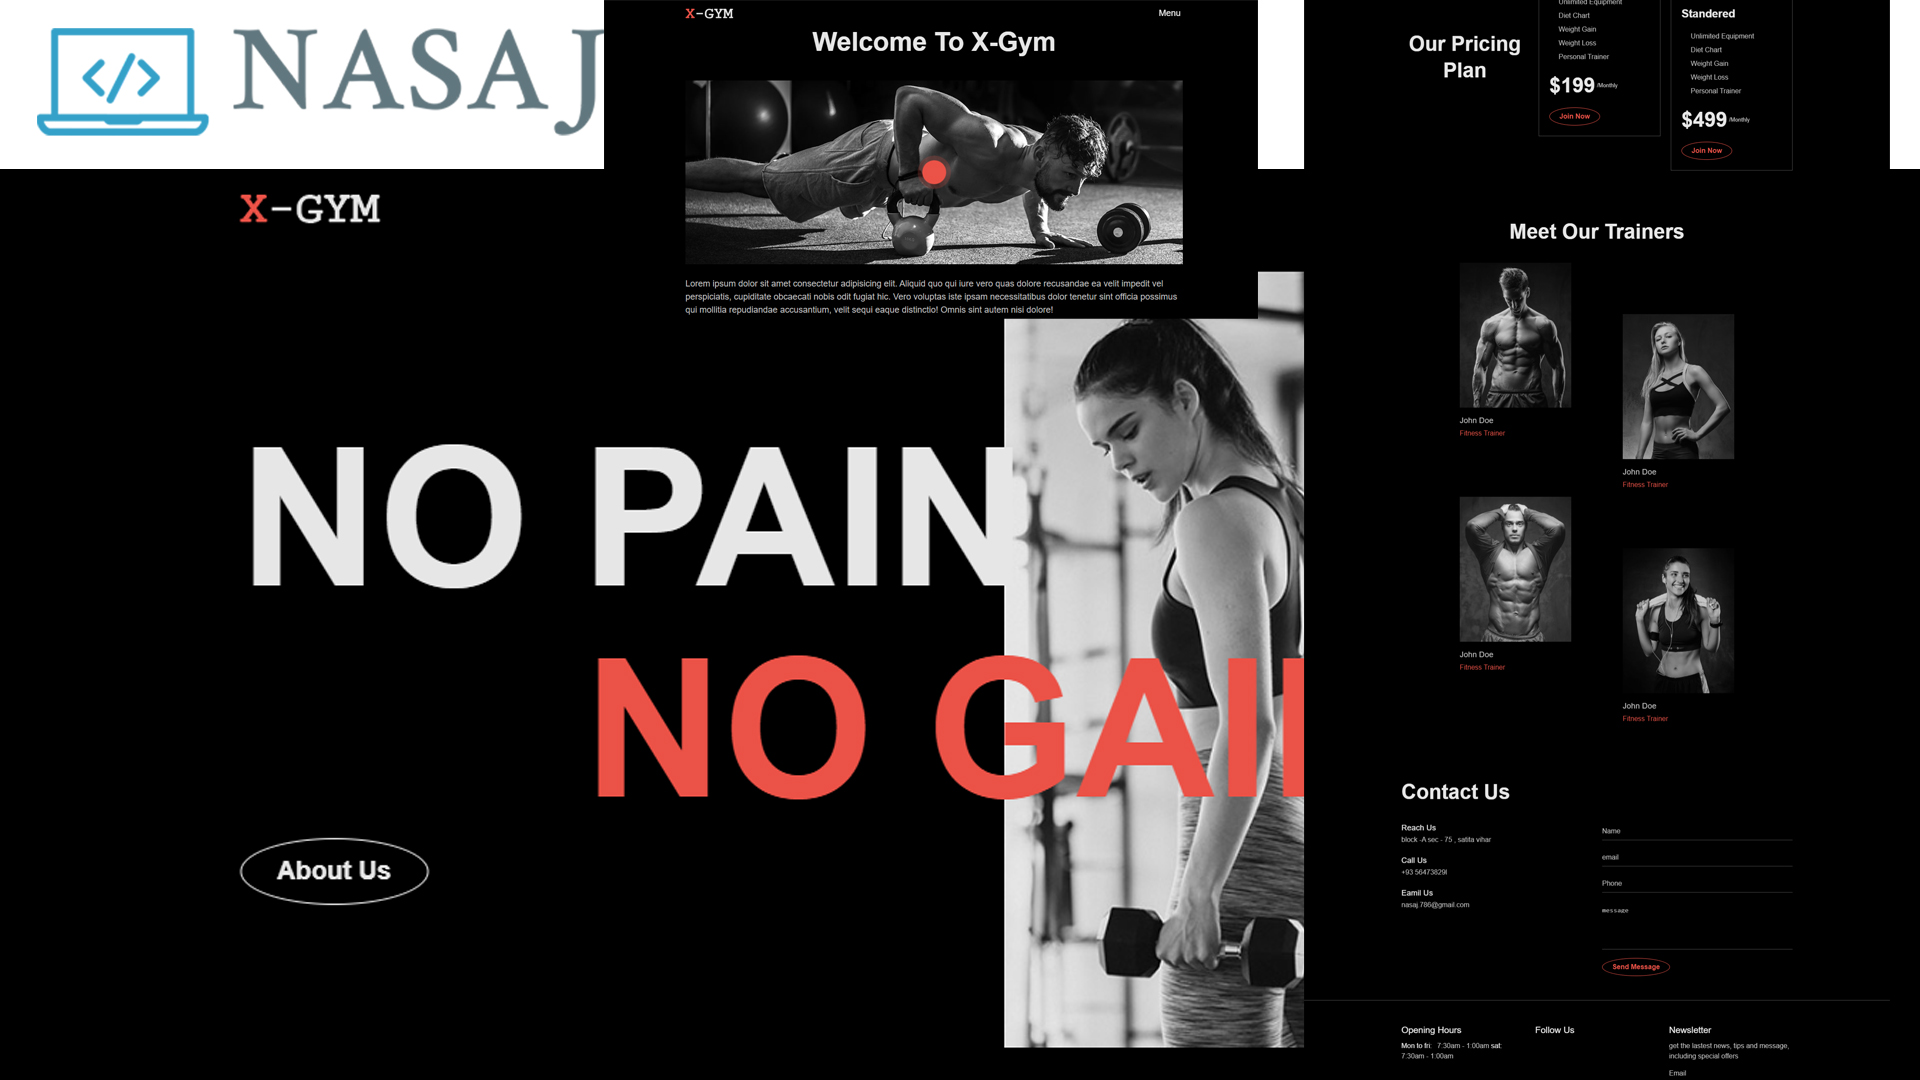 NASAJ
X-GYM
NO PAIN
NO GAI
About Us
X-GYM
Menu
Welcome To X-Gym
Lorem ipsum dolor sit amet consectetur adipisicing elit. Aliquid quo qui iure vero quas dolore recusandae ea velit impedit vel
perspiciatis, cupiditate obcaecati nobis odit fugiat hic. Vero voluptas iste ipsam necessitatibus dolor tenetur sint officia possimus
qui mollitia repudiandae accusantium, velit sequi eaque distinctio! Omnis sint autem nisi dolore!
Our Pricing
Plan
Unlimited Equipment
Diet Chart
Weight Gain
Weight Loss
Personal Trainer
$199 /Monthly
Join Now
Standered
Unlimited Equipment
Diet Chart
Weight Gain
Weight Loss
Personal Trainer
$499 /Monthly
Join Now
Meet Our Trainers
John Doe
Fitness Trainer
John Doe
Fitness Trainer
John Doe
Fitness Trainer
John Doe
Fitness Trainer
Contact Us
Reach Us
block -A sec - 75 , satita vihar
Call Us
+93 56473829l
Eamil Us
nasaj.786@gmail.com
Name
email
Phone
message
Send Message
Opening Hours
Mon to fri: 7:30am - 1:00am sat:
7:30am - 1:00am
Follow Us
Newsletter
get the lastest news, tips and message,
including special offers
Email